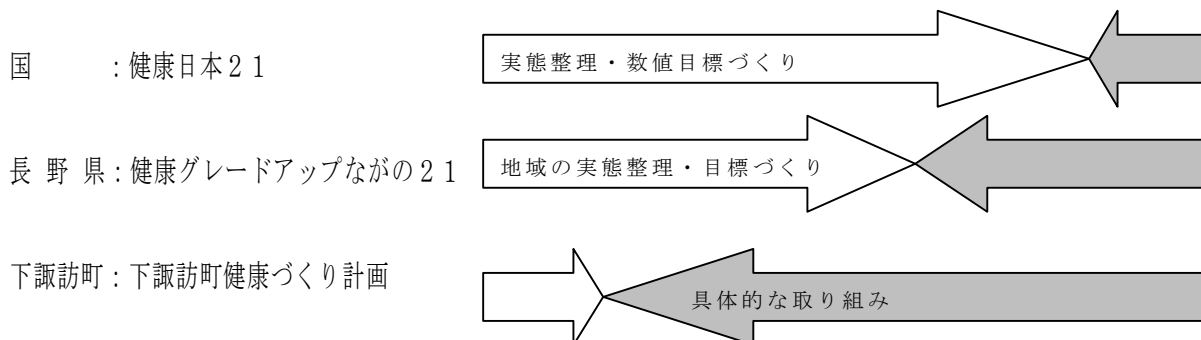 国　　　：健康日本２１
実態整理・数値目標づくり
長 野 県：健康グレードアップながの２１
地域の実態整理・目標づくり
下諏訪町：下諏訪町健康づくり計画
具体的な取り組み